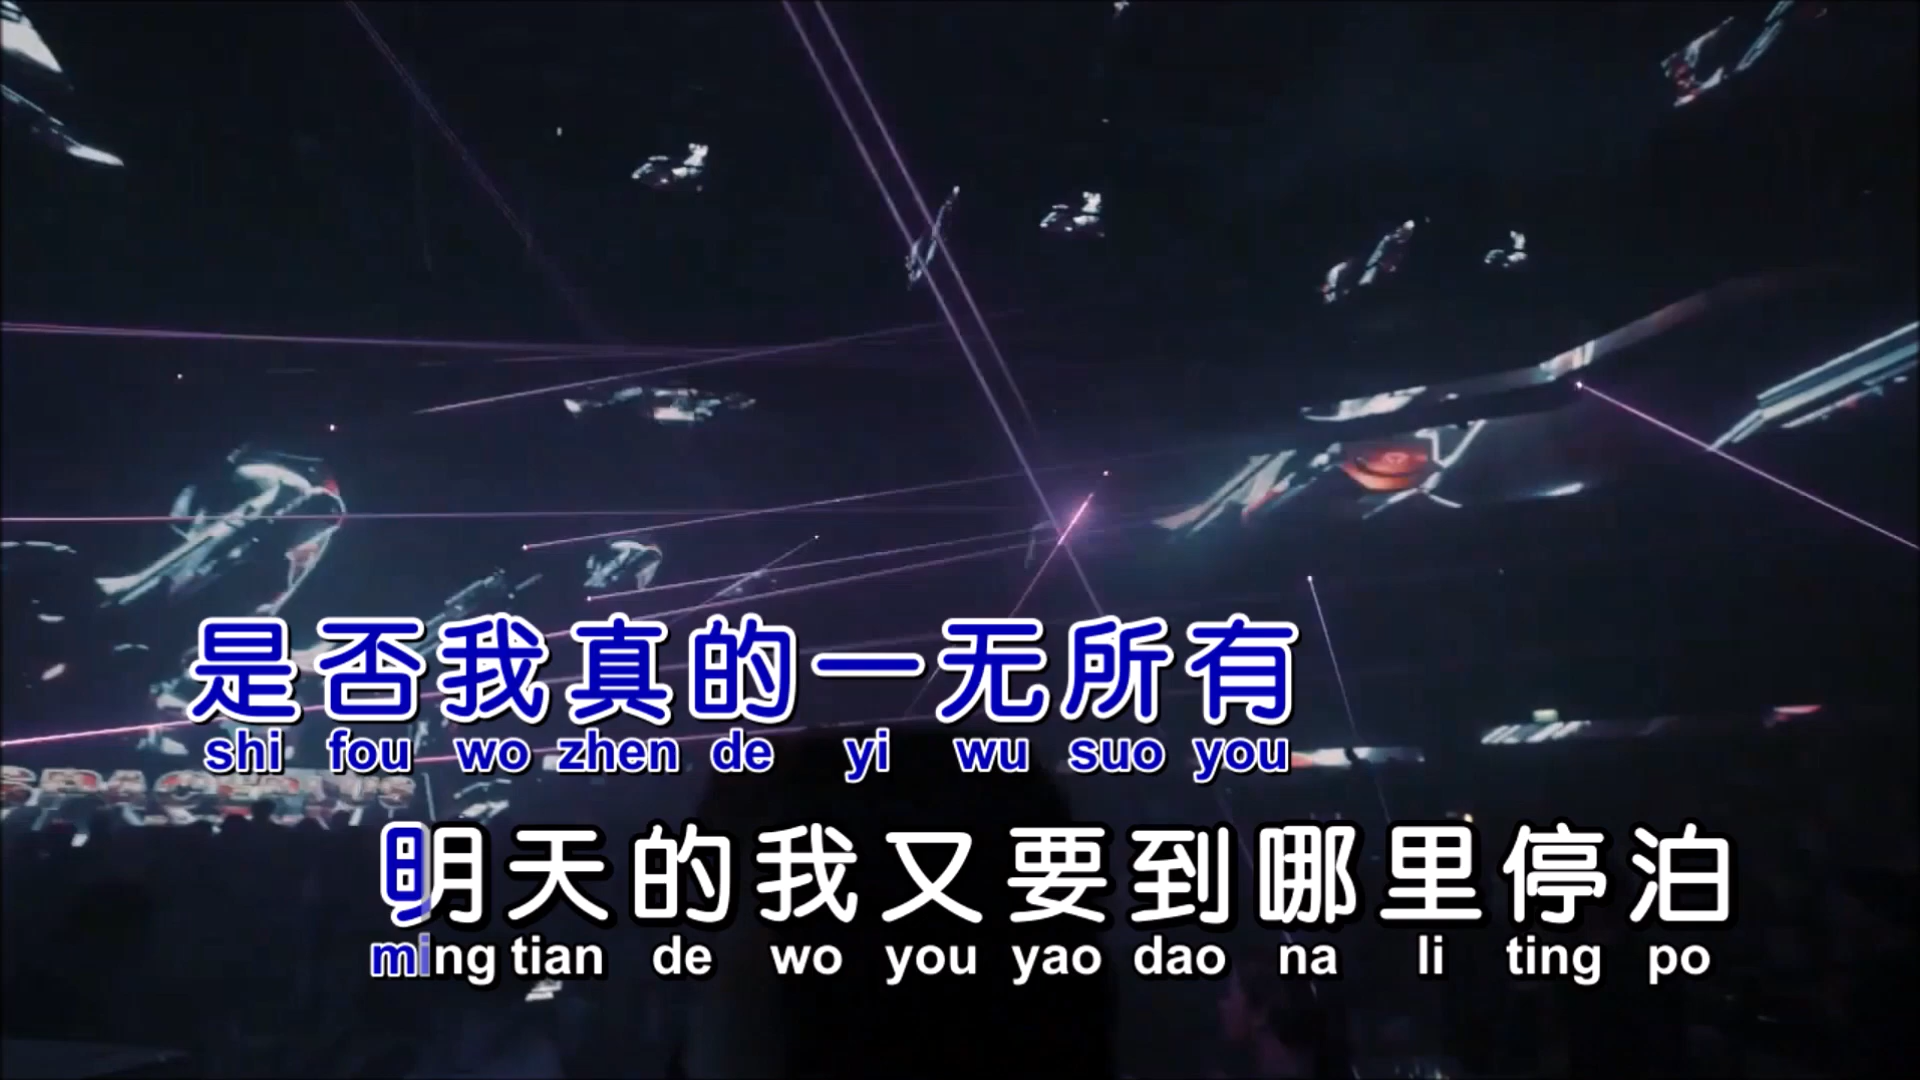 是否我真的一无所有
shi fou wo zhen de yi wu suo you
明天的我又要到哪里停泊
ming tian de wo you yao dao na li ting po